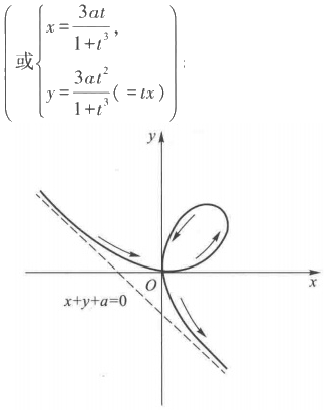 (或{x=3at/(1+t³),
y=3at²/(1+t³)(=tx)):
y
O
x
x+y+a=0